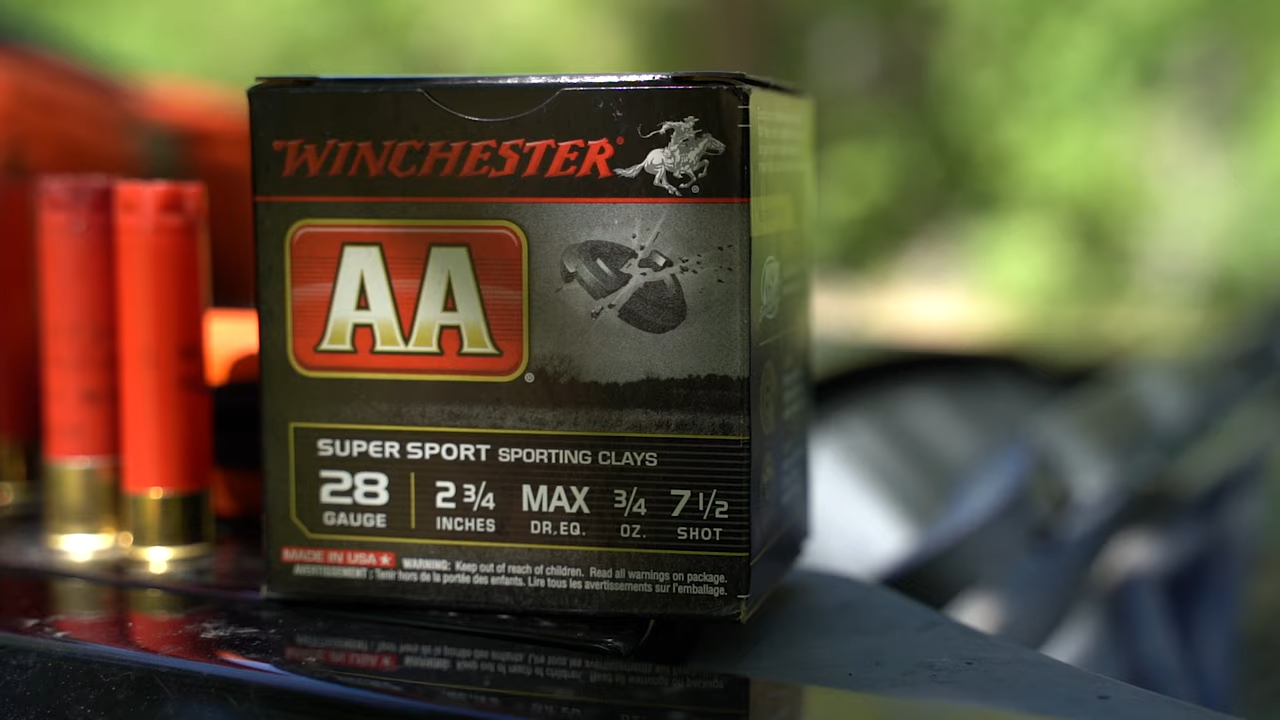 WINCHESTER®
AA®
SUPER SPORT SPORTING CLAYS
28 GAUGE
2 3/4 INCHES
MAX DR. EQ.
3/4 OZ.
7 1/2 SHOT
MADE IN USA★
WARNING: Keep out of reach of children. Read all warnings on package.
AVERTISSEMENT : Tenir hors de la portée des enfants. Lire tous les avertissements sur l'emballage.